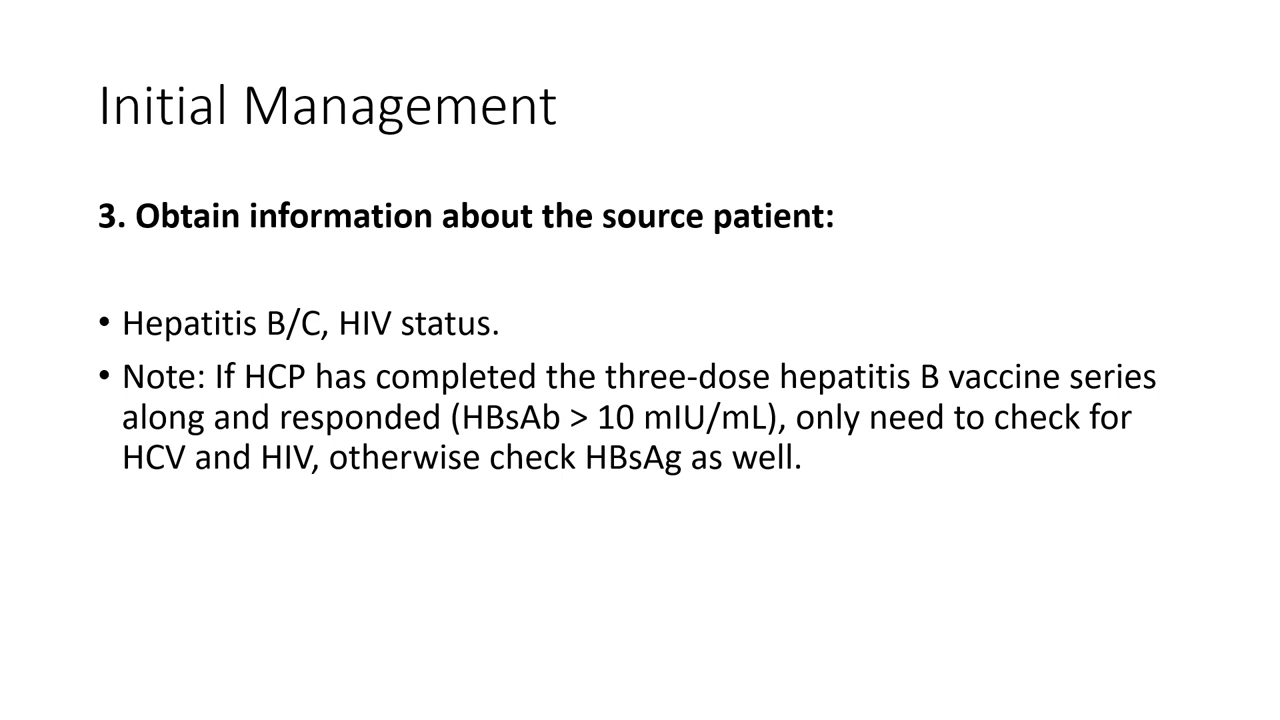 Initial Management
3. Obtain information about the source patient:
• Hepatitis B/C, HIV status.
• Note: If HCP has completed the three-dose hepatitis B vaccine series
along and responded (HBsAb > 10 mIU/mL), only need to check for
HCV and HIV, otherwise check HBsAg as well.